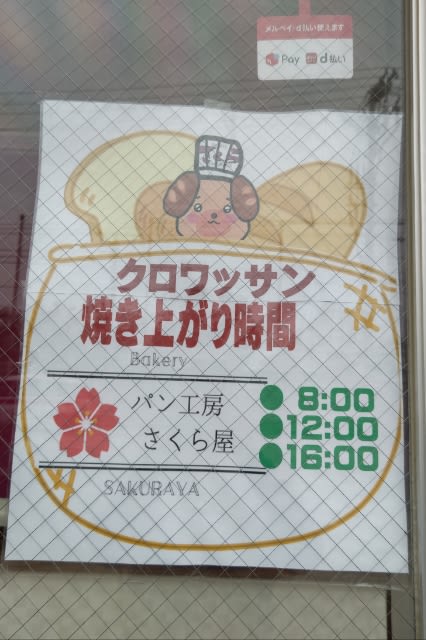 メルペイ・d払い使えます
Pay d払い
クロワッサン
焼き上がり時間
Bakery
パン工房
さくら屋
SAKURAYA
8:00
12:00
16:00